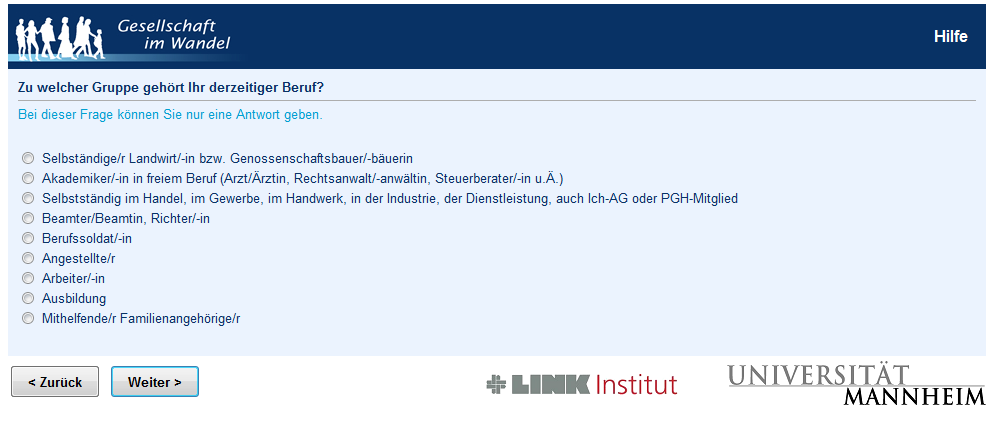 Gesellschaft
im Wandel
Hilfe
Zu welcher Gruppe gehört Ihr derzeitiger Beruf?
Bei dieser Frage können Sie nur eine Antwort geben.
Selbständige/r Landwirt/-in bzw. Genossenschaftsbauer/-bäuerin
Akademiker/-in in freiem Beruf (Arzt/Ärztin, Rechtsanwalt/-anwältin, Steuerberater/-in u.Ä.)
Selbstständig im Handel, im Gewerbe, im Handwerk, in der Industrie, der Dienstleistung, auch Ich-AG oder PGH-Mitglied
Beamter/Beamtin, Richter/-in
Berufssoldat/-in
Angestellte/r
Arbeiter/-in
Ausbildung
Mithelfende/r Familienangehörige/r
< Zurück
Weiter >
LINK Institut
UNIVERSITÄT
MANNHEIM